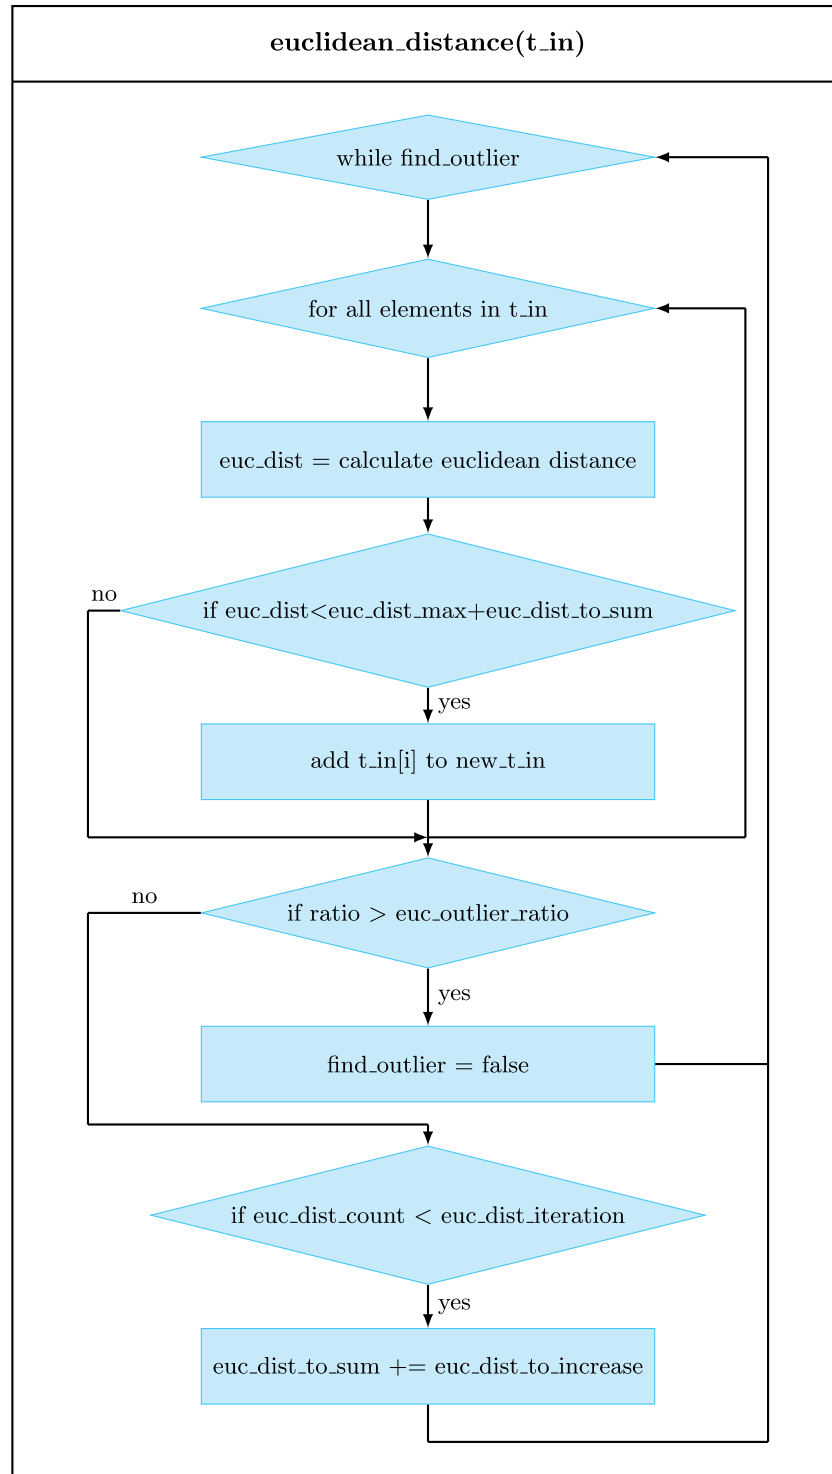 euclidean_distance(t_in)
while find_outlier
for all elements in t_in
euc_dist = calculate euclidean distance
no
if euc_dist<euc_dist_max+euc_dist_to_sum
yes
add t_in[i] to new_t_in
no
if ratio > euc_outlier_ratio
yes
find_outlier = false
if euc_dist_count < euc_dist_iteration
yes
euc_dist_to_sum += euc_dist_to_increase